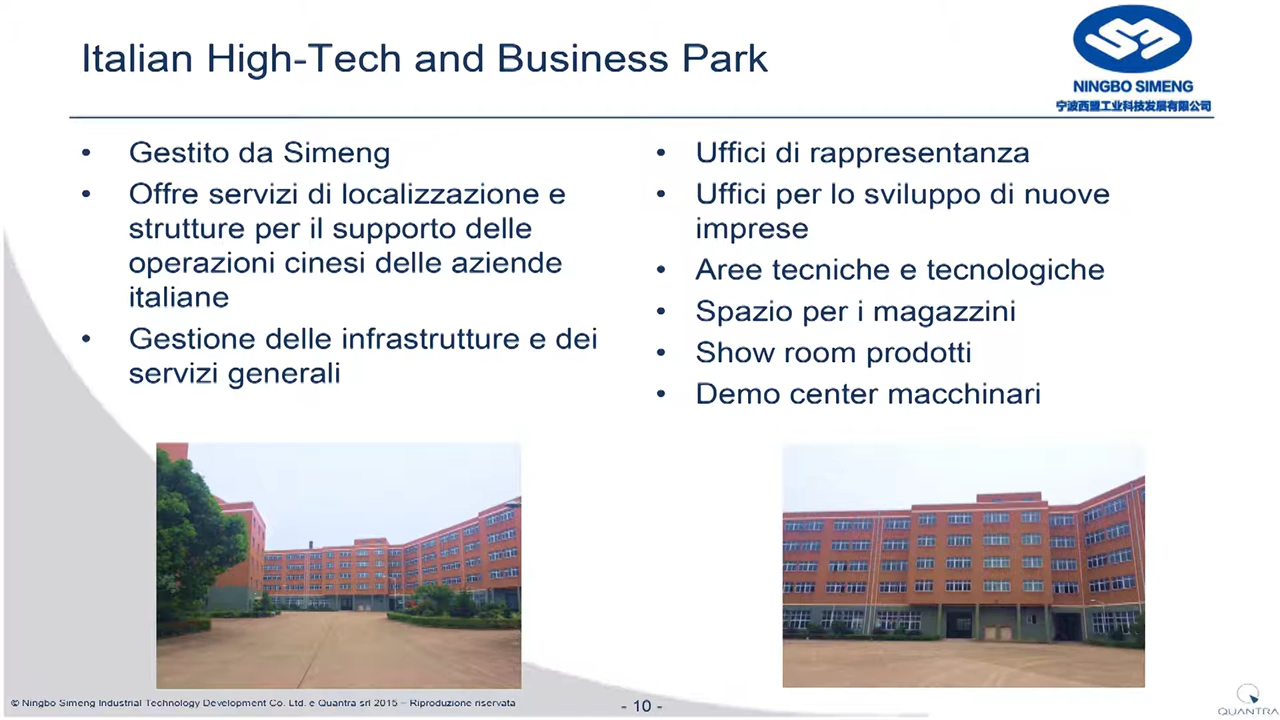 Italian High-Tech and Business Park
NINGBO SIMENG
宁波西盟工业科技发展有限公司
• Gestito da Simeng
• Offre servizi di localizzazione e
strutture per il supporto delle
operazioni cinesi delle aziende
italiane
• Gestione delle infrastrutture e dei
servizi generali
• Uffici di rappresentanza
• Uffici per lo sviluppo di nuove
imprese
• Aree tecniche e tecnologiche
• Spazio per i magazzini
• Show room prodotti
• Demo center macchinari
© Ningbo Simeng Industrial Technology Development Co. Ltd. e Quantra srl 2015 – Riproduzione riservata
- 10 -
QUANTRA